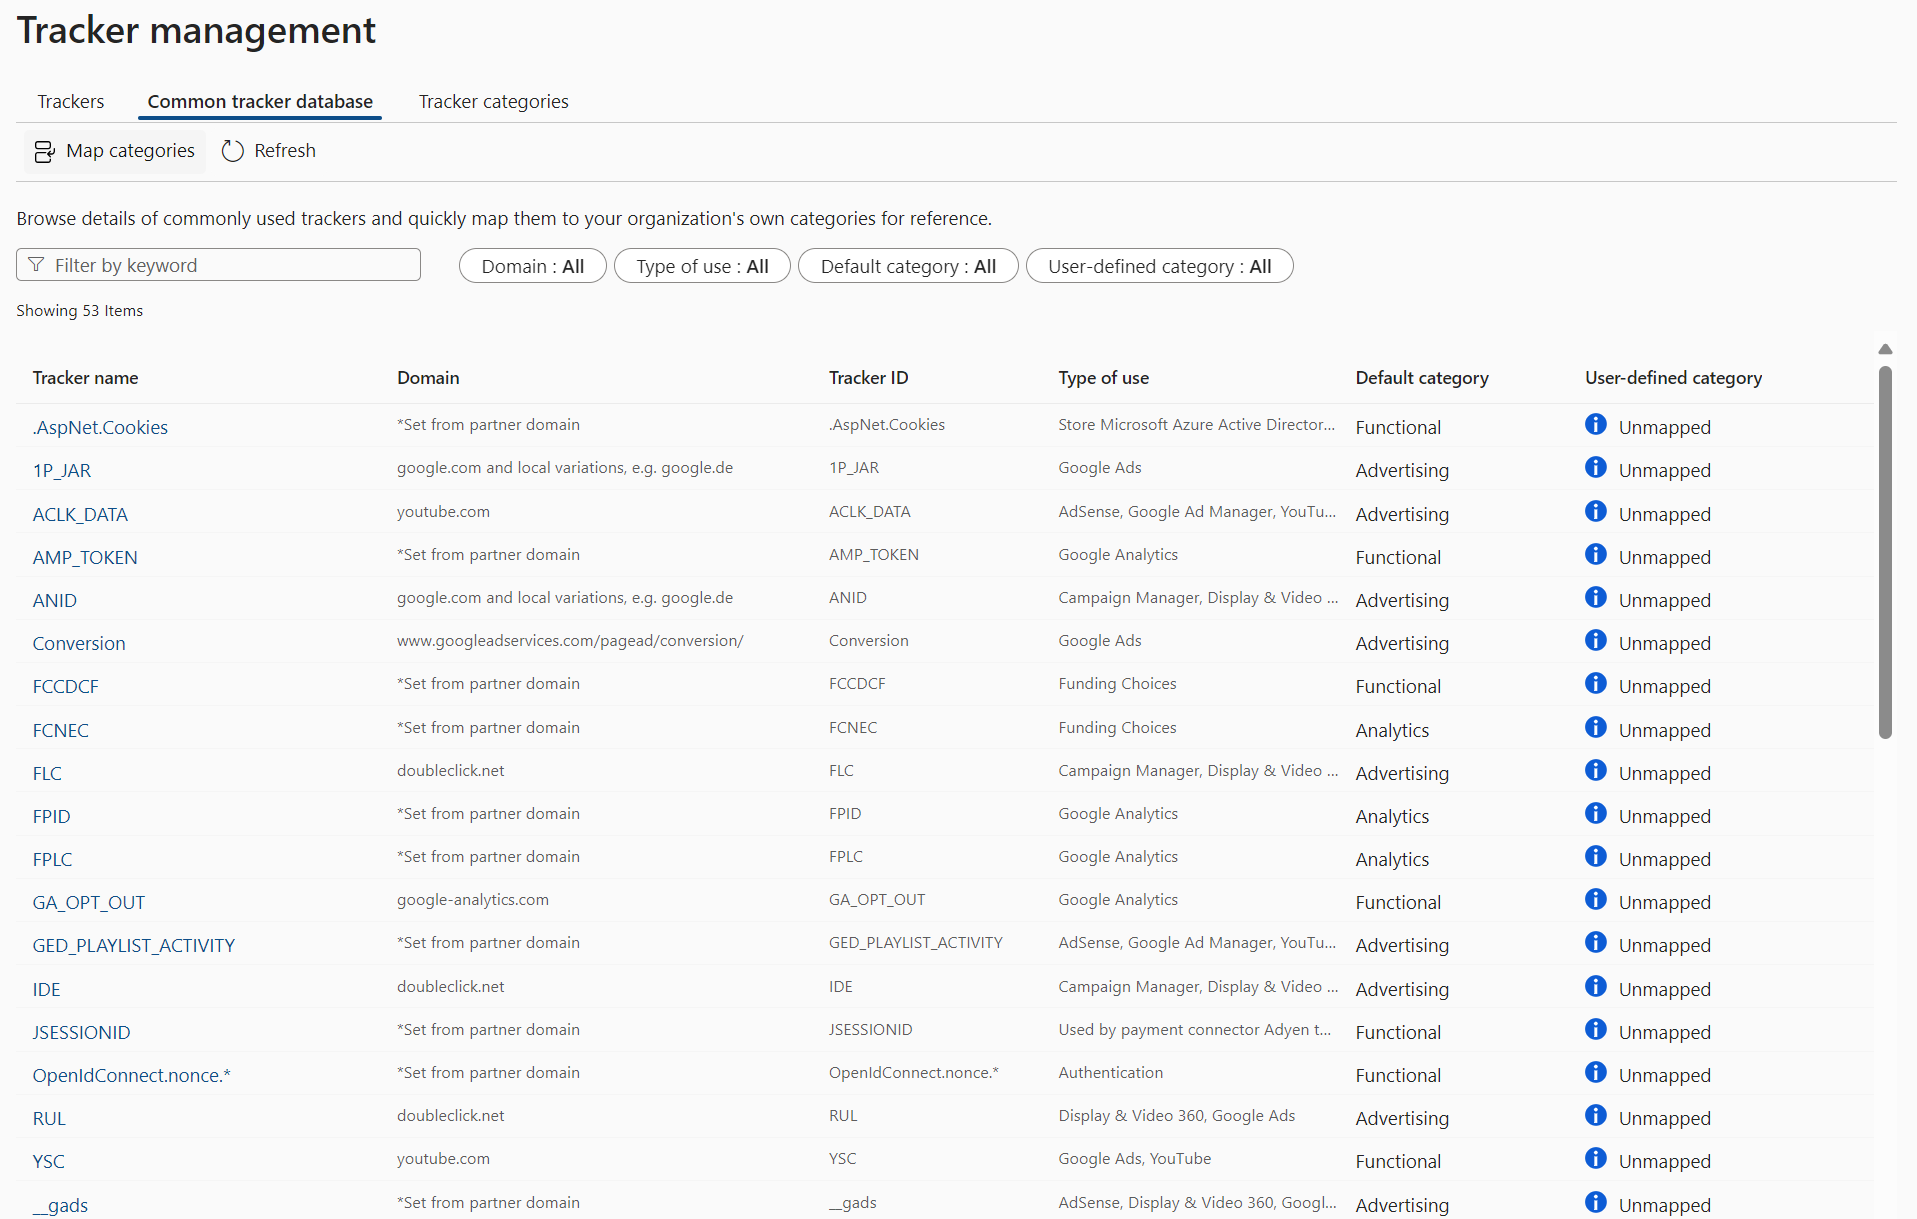 Tracker management
Trackers Common tracker database Tracker categories
Map categories Refresh
Browse details of commonly used trackers and quickly map them to your organization's own categories for reference.
Filter by keyword Domain : All Type of use : All Default category : All User-defined category : All
Showing 53 Items
Tracker name Domain Tracker ID Type of use Default category User-defined category
.AspNet.Cookies *Set from partner domain .AspNet.Cookies Store Microsoft Azure Active Director... Functional Unmapped
1P_JAR google.com and local variations, e.g. google.de 1P_JAR Google Ads Advertising Unmapped
ACLK_DATA youtube.com ACLK_DATA AdSense, Google Ad Manager, YouTu... Advertising Unmapped
AMP_TOKEN *Set from partner domain AMP_TOKEN Google Analytics Functional Unmapped
ANID google.com and local variations, e.g. google.de ANID Campaign Manager, Display & Video ... Advertising Unmapped
Conversion www.googleadservices.com/pagead/conversion/ Conversion Google Ads Advertising Unmapped
FCCDCF *Set from partner domain FCCDCF Funding Choices Functional Unmapped
FCNEC *Set from partner domain FCNEC Funding Choices Analytics Unmapped
FLC doubleclick.net FLC Campaign Manager, Display & Video ... Advertising Unmapped
FPID *Set from partner domain FPID Google Analytics Analytics Unmapped
FPLC *Set from partner domain FPLC Google Analytics Analytics Unmapped
GA_OPT_OUT google-analytics.com GA_OPT_OUT Google Analytics Functional Unmapped
GED_PLAYLIST_ACTIVITY *Set from partner domain GED_PLAYLIST_ACTIVITY AdSense, Google Ad Manager, YouTu... Advertising Unmapped
IDE doubleclick.net IDE Campaign Manager, Display & Video ... Advertising Unmapped
JSESSIONID *Set from partner domain JSESSIONID Used by payment connector Adyen t... Functional Unmapped
OpenIdConnect.nonce.* *Set from partner domain OpenIdConnect.nonce.* Authentication Functional Unmapped
RUL doubleclick.net RUL Display & Video 360, Google Ads Advertising Unmapped
YSC youtube.com YSC Google Ads, YouTube Functional Unmapped
__gads *Set from partner domain __gads AdSense, Display & Video 360, Googl... Advertising Unmapped